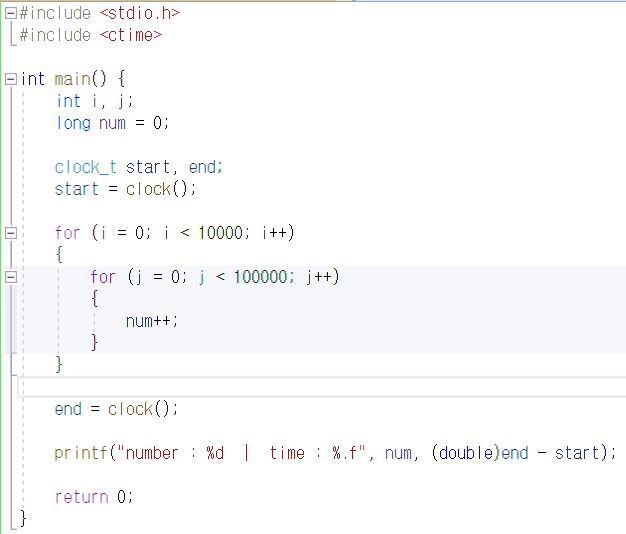 #include <stdio.h>
#include <ctime>
int main() {
int i, j;
long num = 0;
clock_t start, end;
start = clock();
for (i = 0; i < 10000; i++)
{
for (j = 0; j < 100000; j++)
{
num++;
}
}
end = clock();
printf("number : %d  |  time : %.f", num, (double)end - start);
return 0;
}